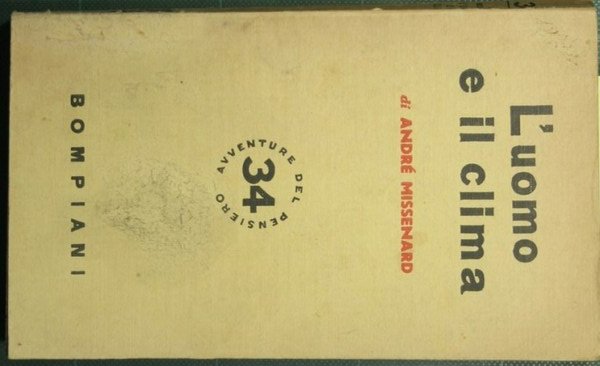 L'uomo
e il clima
di ANDRÉ MISSENARD
AVVENTURE DEL PENSIERO
34
BOMPIANI